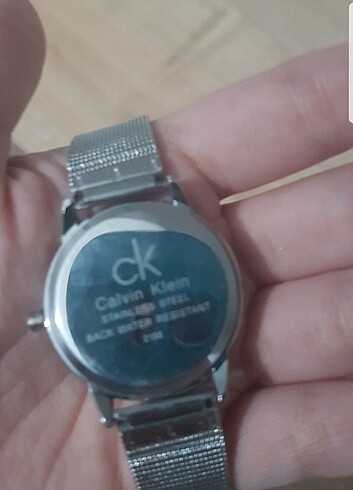 ck
Calvin Klein
STAINLESS STEEL
BACK WATER RESISTANT